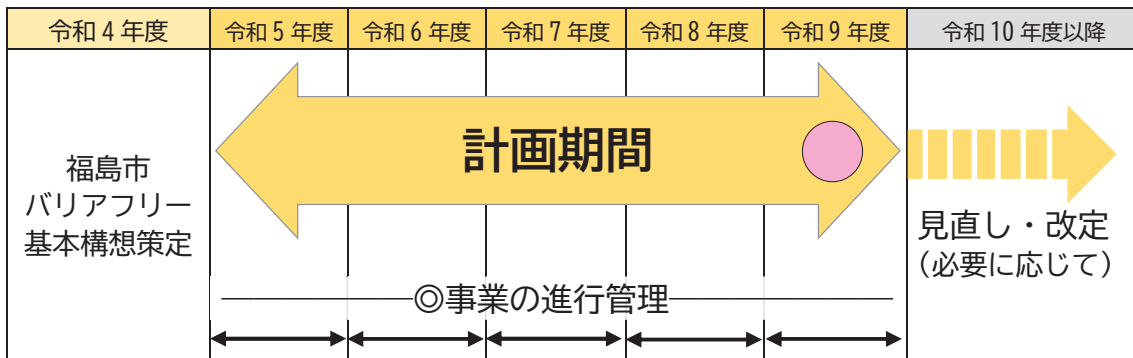 令和4年度
令和5年度
令和6年度
令和7年度
令和8年度
令和9年度
令和10年度以降
福島市
バリアフリー
基本構想策定
計画期間
見直し・改定
（必要に応じて）
◎事業の進行管理